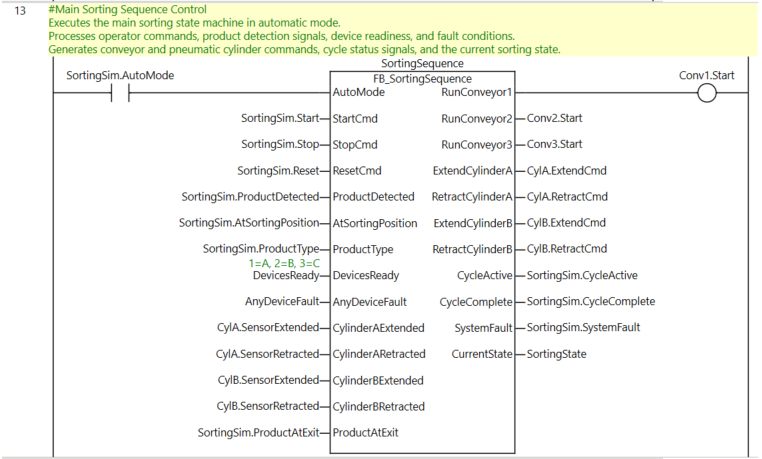 13
#Main Sorting Sequence Control
Executes the main sorting state machine in automatic mode.
Processes operator commands, product detection signals, device readiness, and fault conditions.
Generates conveyor and pneumatic cylinder commands, cycle status signals, and the current sorting state.
SortingSequence
SortingSim.AutoMode FB_SortingSequence Conv1.Start
AutoMode RunConveyor1
SortingSim.Start StartCmd RunConveyor2 Conv2.Start
SortingSim.Stop StopCmd RunConveyor3 Conv3.Start
SortingSim.Reset ResetCmd ExtendCylinderA CylA.ExtendCmd
SortingSim.ProductDetected ProductDetected RetractCylinderA CylA.RetractCmd
SortingSim.AtSortingPosition AtSortingPosition ExtendCylinderB CylB.ExtendCmd
SortingSim.ProductType ProductType RetractCylinderB CylB.RetractCmd
1=A, 2=B, 3=C
DevicesReady DevicesReady CycleActive SortingSim.CycleActive
AnyDeviceFault AnyDeviceFault CycleComplete SortingSim.CycleComplete
CylA.SensorExtended CylinderAExtended SystemFault SortingSim.SystemFault
CylA.SensorRetracted CylinderARetracted CurrentState SortingState
CylB.SensorExtended CylinderBExtended
CylB.SensorRetracted CylinderBRetracted
SortingSim.ProductAtExit ProductAtExit